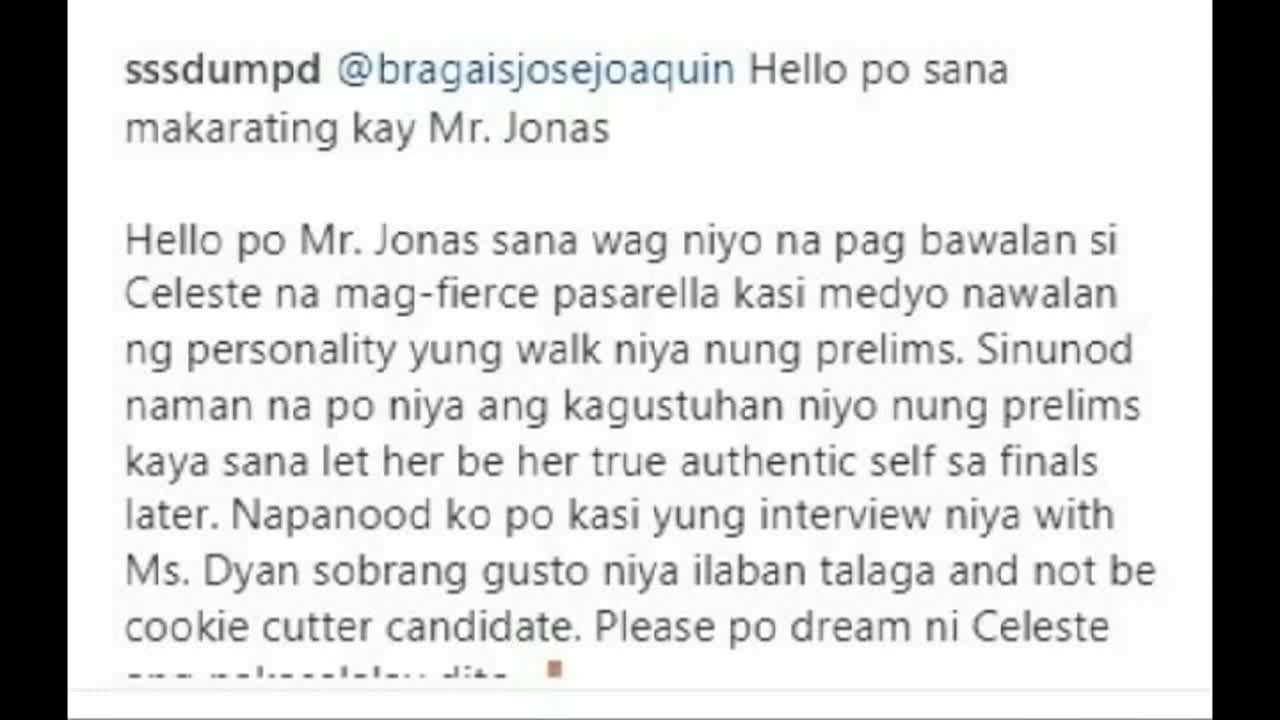 sssdumpd @bragaisjosejoaquin Hello po sana
makarating kay Mr. Jonas
Hello po Mr. Jonas sana wag niyo na pag bawalan si
Celeste na mag-fierce pasarella kasi medyo nawalan
ng personality yung walk niya nung prelims. Sinunod
naman na po niya ang kagustuhan niyo nung prelims
kaya sana let her be her true authentic self sa finals
later. Napanood ko po kasi yung interview niya with
Ms. Dyan sobrang gusto niya ilaban talaga and not be
cookie cutter candidate. Please po dream ni Celeste